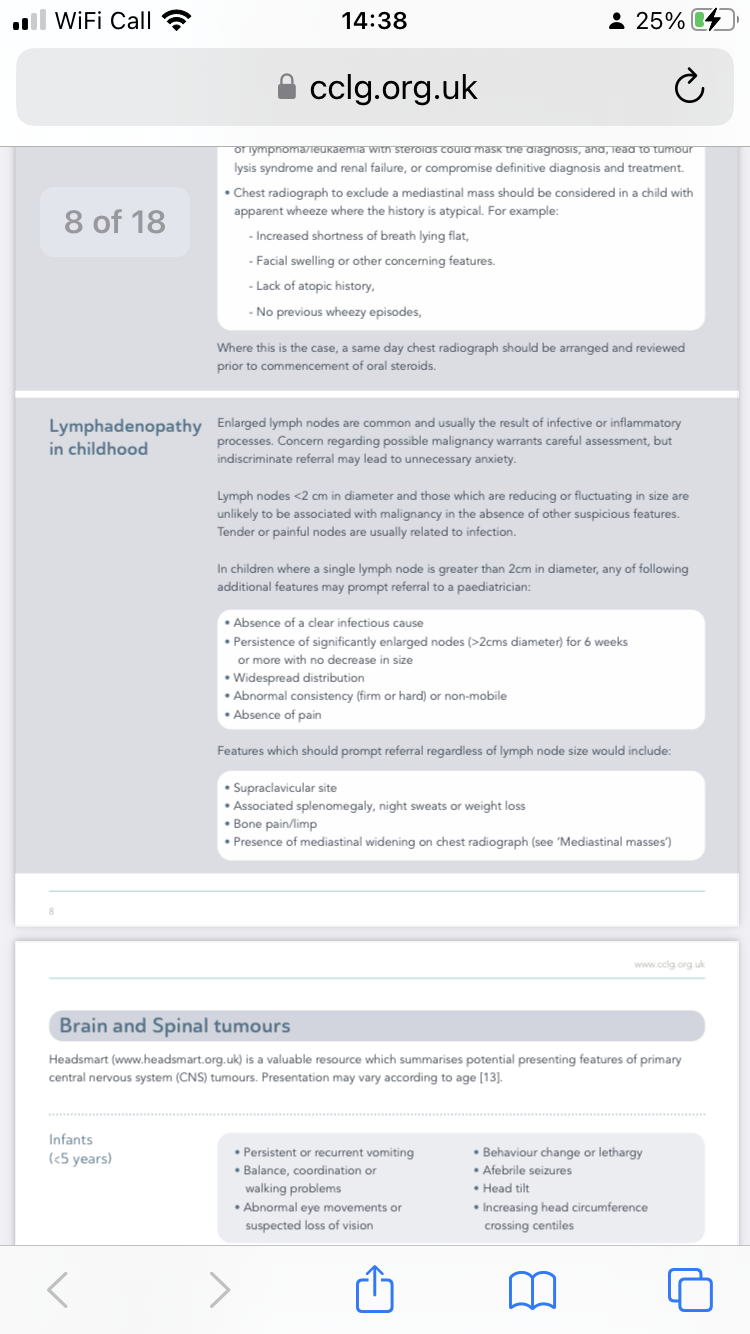 WiFi Call
14:38
25%
cclg.org.uk
of lymphoma/leukaemia with steroids could mask the diagnosis, and, lead to tumour
lysis syndrome and renal failure, or compromise definitive diagnosis and treatment.
8 of 18
• Chest radiograph to exclude a mediastinal mass should be considered in a child with
apparent wheeze where the history is atypical. For example:
- Increased shortness of breath lying flat,
- Facial swelling or other concerning features.
- Lack of atopic history,
- No previous wheezy episodes,
Where this is the case, a same day chest radiograph should be arranged and reviewed
prior to commencement of oral steroids.
Lymphadenopathy
in childhood
Enlarged lymph nodes are common and usually the result of infective or inflammatory
processes. Concern regarding possible malignancy warrants careful assessment, but
indiscriminate referral may lead to unnecessary anxiety.
Lymph nodes <2 cm in diameter and those which are reducing or fluctuating in size are
unlikely to be associated with malignancy in the absence of other suspicious features.
Tender or painful nodes are usually related to infection.
In children where a single lymph node is greater than 2cm in diameter, any of following
additional features may prompt referral to a paediatrician:
• Absence of a clear infectious cause
• Persistence of significantly enlarged nodes (>2cms diameter) for 6 weeks
or more with no decrease in size
• Widespread distribution
• Abnormal consistency (firm or hard) or non-mobile
• Absence of pain
Features which should prompt referral regardless of lymph node size would include:
• Supraclavicular site
• Associated splenomegaly, night sweats or weight loss
• Bone pain/limp
• Presence of mediastinal widening on chest radiograph (see ‘Mediastinal masses’)
8
www.cclg.org.uk
Brain and Spinal tumours
Headsmart (www.headsmart.org.uk) is a valuable resource which summarises potential presenting features of primary
central nervous system (CNS) tumours. Presentation may vary according to age [13].
Infants
(<5 years)
• Persistent or recurrent vomiting
• Balance, coordination or
walking problems
• Abnormal eye movements or
suspected loss of vision
• Behaviour change or lethargy
• Afebrile seizures
• Head tilt
• Increasing head circumference
crossing centiles